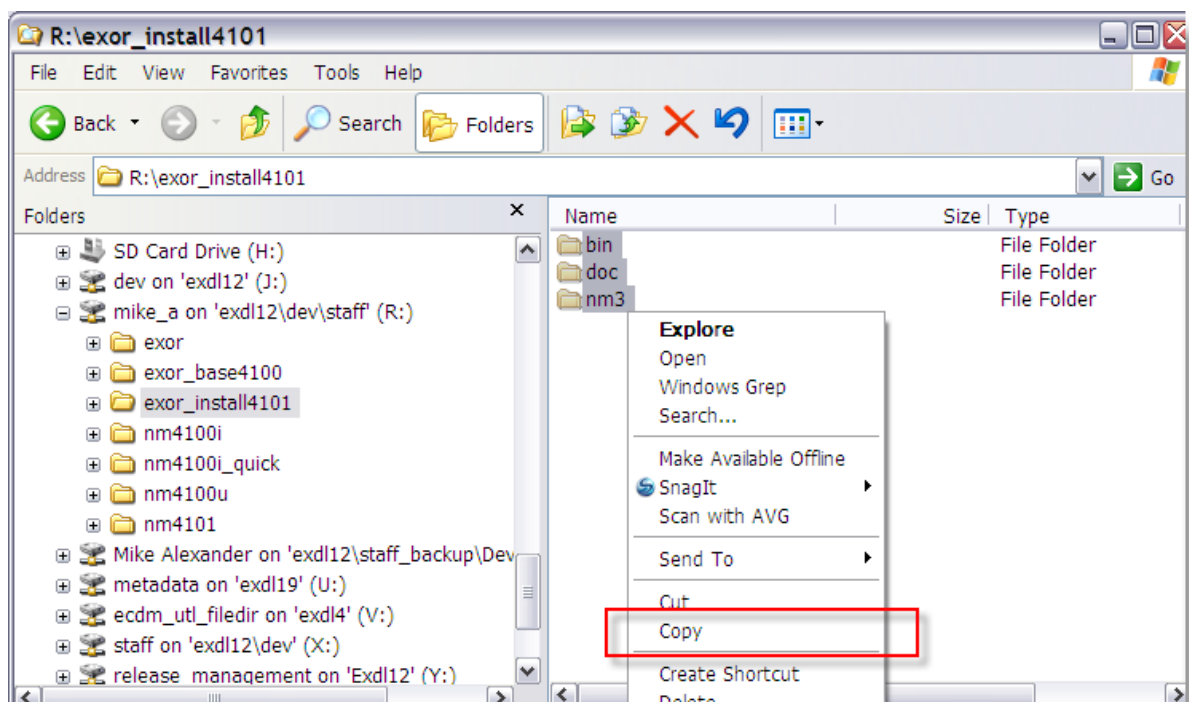 R:\exor_install4101
File Edit View Favorites Tools Help
Back Search Folders
Address R:\exor_install4101 Go
Folders
SD Card Drive (H:)
dev on 'exdl12' (J:)
mike_a on 'exdl12\dev\staff' (R:)
exor
exor_base4100
exor_install4101
nm4100i
nm4100i_quick
nm4100u
nm4101
Mike Alexander on 'exdl12\staff_backup\Dev
metadata on 'exdl19' (U:)
ecdm_utl_filedir on 'exdl4' (V:)
staff on 'exdl12\dev' (X:)
release_management on 'Exdl12' (Y:)
Name Size Type
bin File Folder
doc File Folder
nm3 File Folder
Explore
Open
Windows Grep
Search...
Make Available Offline
SnagIt
Scan with AVG
Send To
Cut
Copy
Create Shortcut
Delete